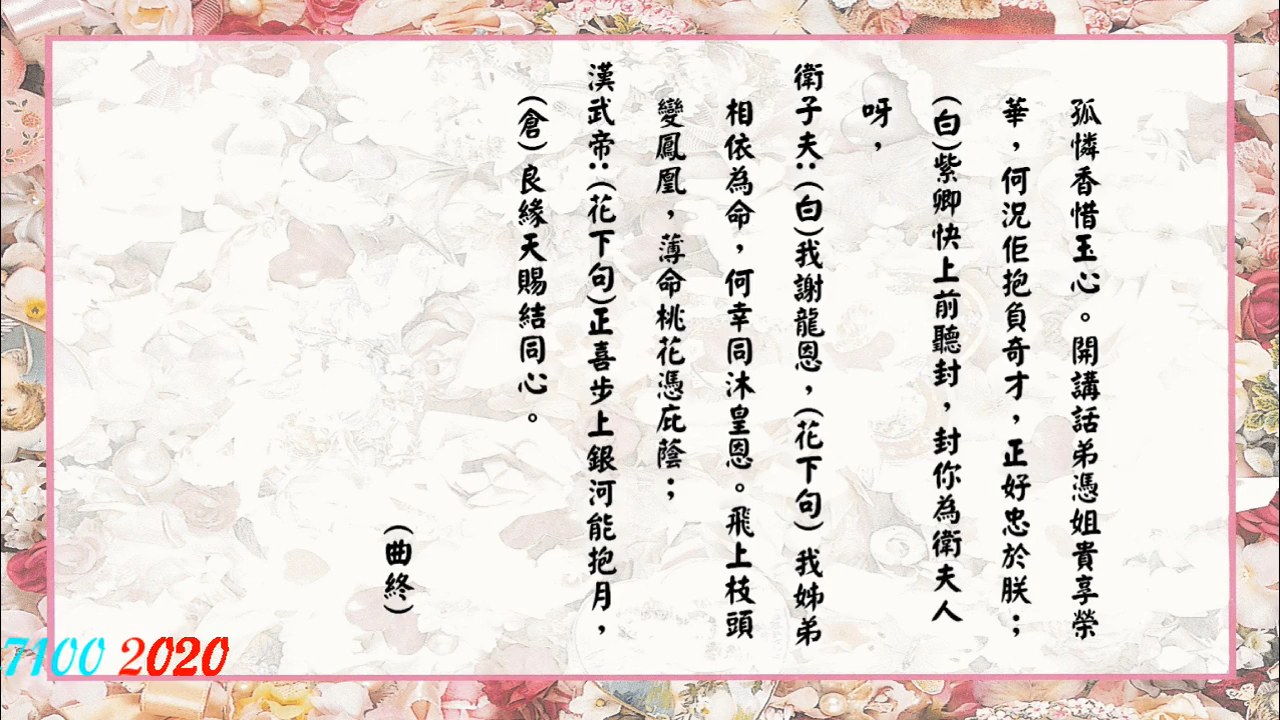 孤憐香惜玉心。開講話弟憑姐貴享榮
華，何況佢抱負奇才，正好忠於朕；
(白)紫卿快上前聽封，封你為衛夫人
呀，
衛子夫：(白)我謝龍恩，(花下句) 我姊弟
相依為命，何幸同沐皇恩。飛上枝頭
變鳳凰，薄命桃花憑庇蔭；
漢武帝：(花下句)正喜步上銀河能抱月，
(倉)良緣天賜結同心。
(曲終)
7100 2020